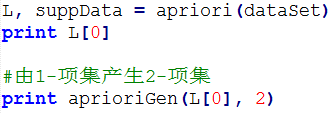 L, suppData = apriori(dataSet)
print L[0]
#由1-项集产生2-项集
print aprioriGen(L[0], 2)